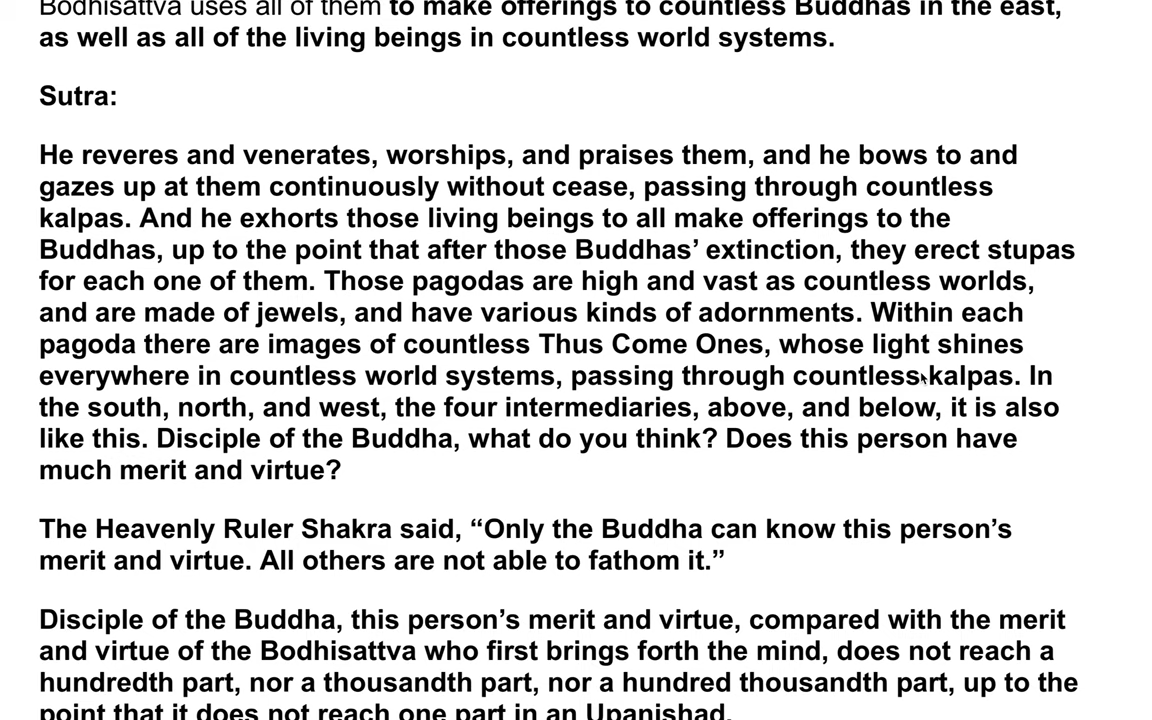 Bodhisattva uses all of them to make offerings to countless Buddhas in the east,
as well as all of the living beings in countless world systems.
Sutra:
He reveres and venerates, worships, and praises them, and he bows to and
gazes up at them continuously without cease, passing through countless
kalpas. And he exhorts those living beings to all make offerings to the
Buddhas, up to the point that after those Buddhas’ extinction, they erect stupas
for each one of them. Those pagodas are high and vast as countless worlds,
and are made of jewels, and have various kinds of adornments. Within each
pagoda there are images of countless Thus Come Ones, whose light shines
everywhere in countless world systems, passing through countless kalpas. In
the south, north, and west, the four intermediaries, above, and below, it is also
like this. Disciple of the Buddha, what do you think? Does this person have
much merit and virtue?
The Heavenly Ruler Shakra said, “Only the Buddha can know this person’s
merit and virtue. All others are not able to fathom it.”
Disciple of the Buddha, this person’s merit and virtue, compared with the merit
and virtue of the Bodhisattva who first brings forth the mind, does not reach a
hundredth part, nor a thousandth part, nor a hundred thousandth part, up to the
point that it does not reach one part in an Upanishad.